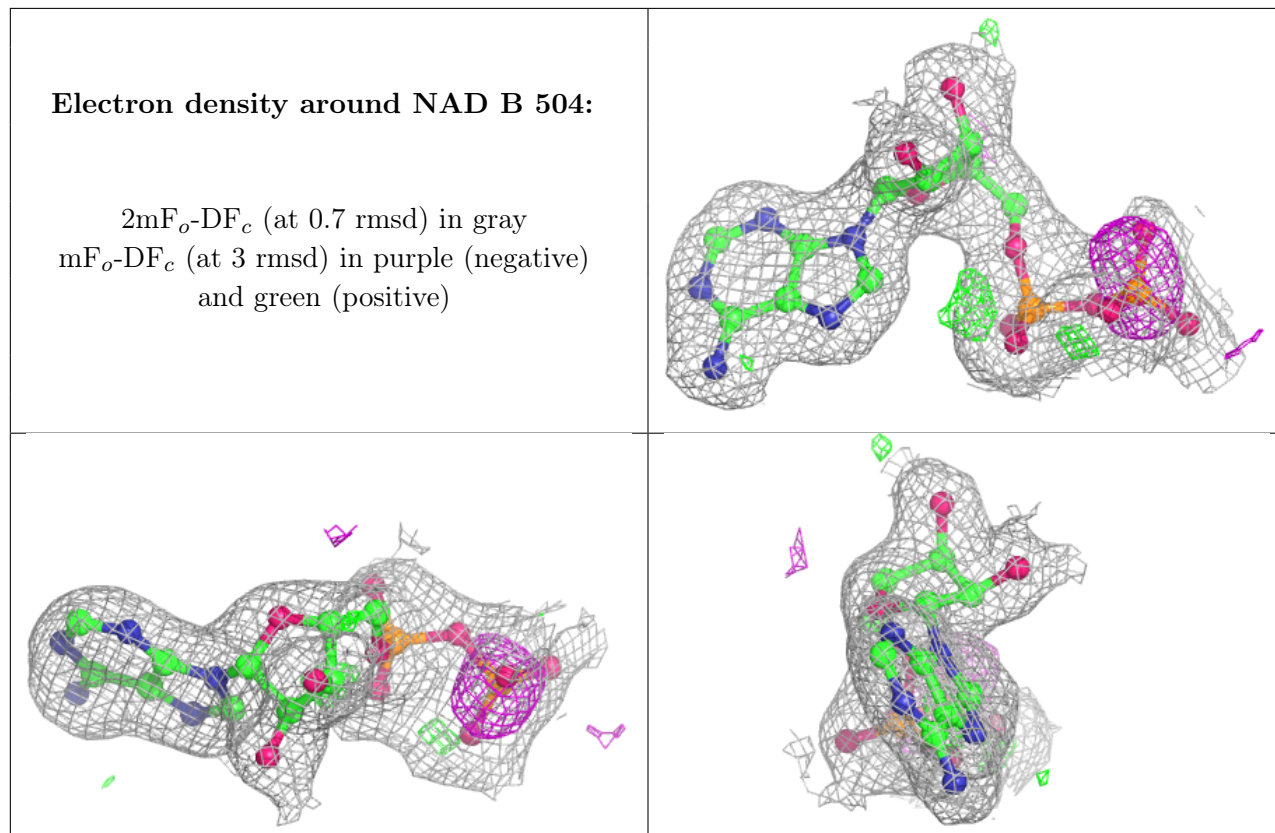 Electron density around NAD B 504:
2mFo-DFc (at 0.7 rmsd) in gray
mFo-DFc (at 3 rmsd) in purple (negative)
and green (positive)